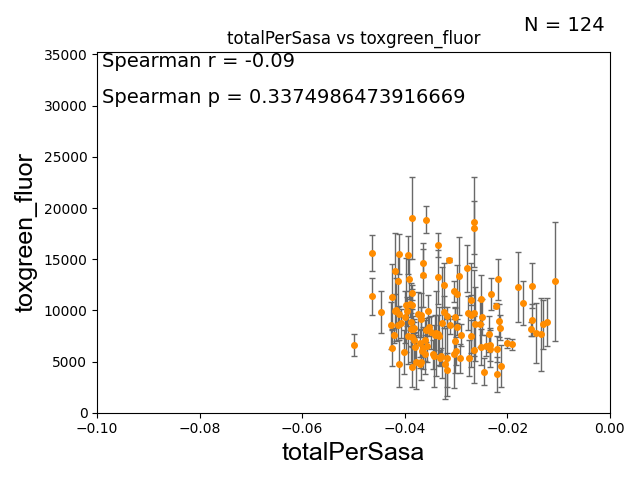 N = 124
totalPerSasa vs toxgreen_fluor
Spearman r = -0.09
Spearman p = 0.3374986473916669
toxgreen_fluor
35000
30000
25000
20000
15000
10000
5000
0
-0.10
-0.08
-0.06
-0.04
-0.02
0.00
totalPerSasa